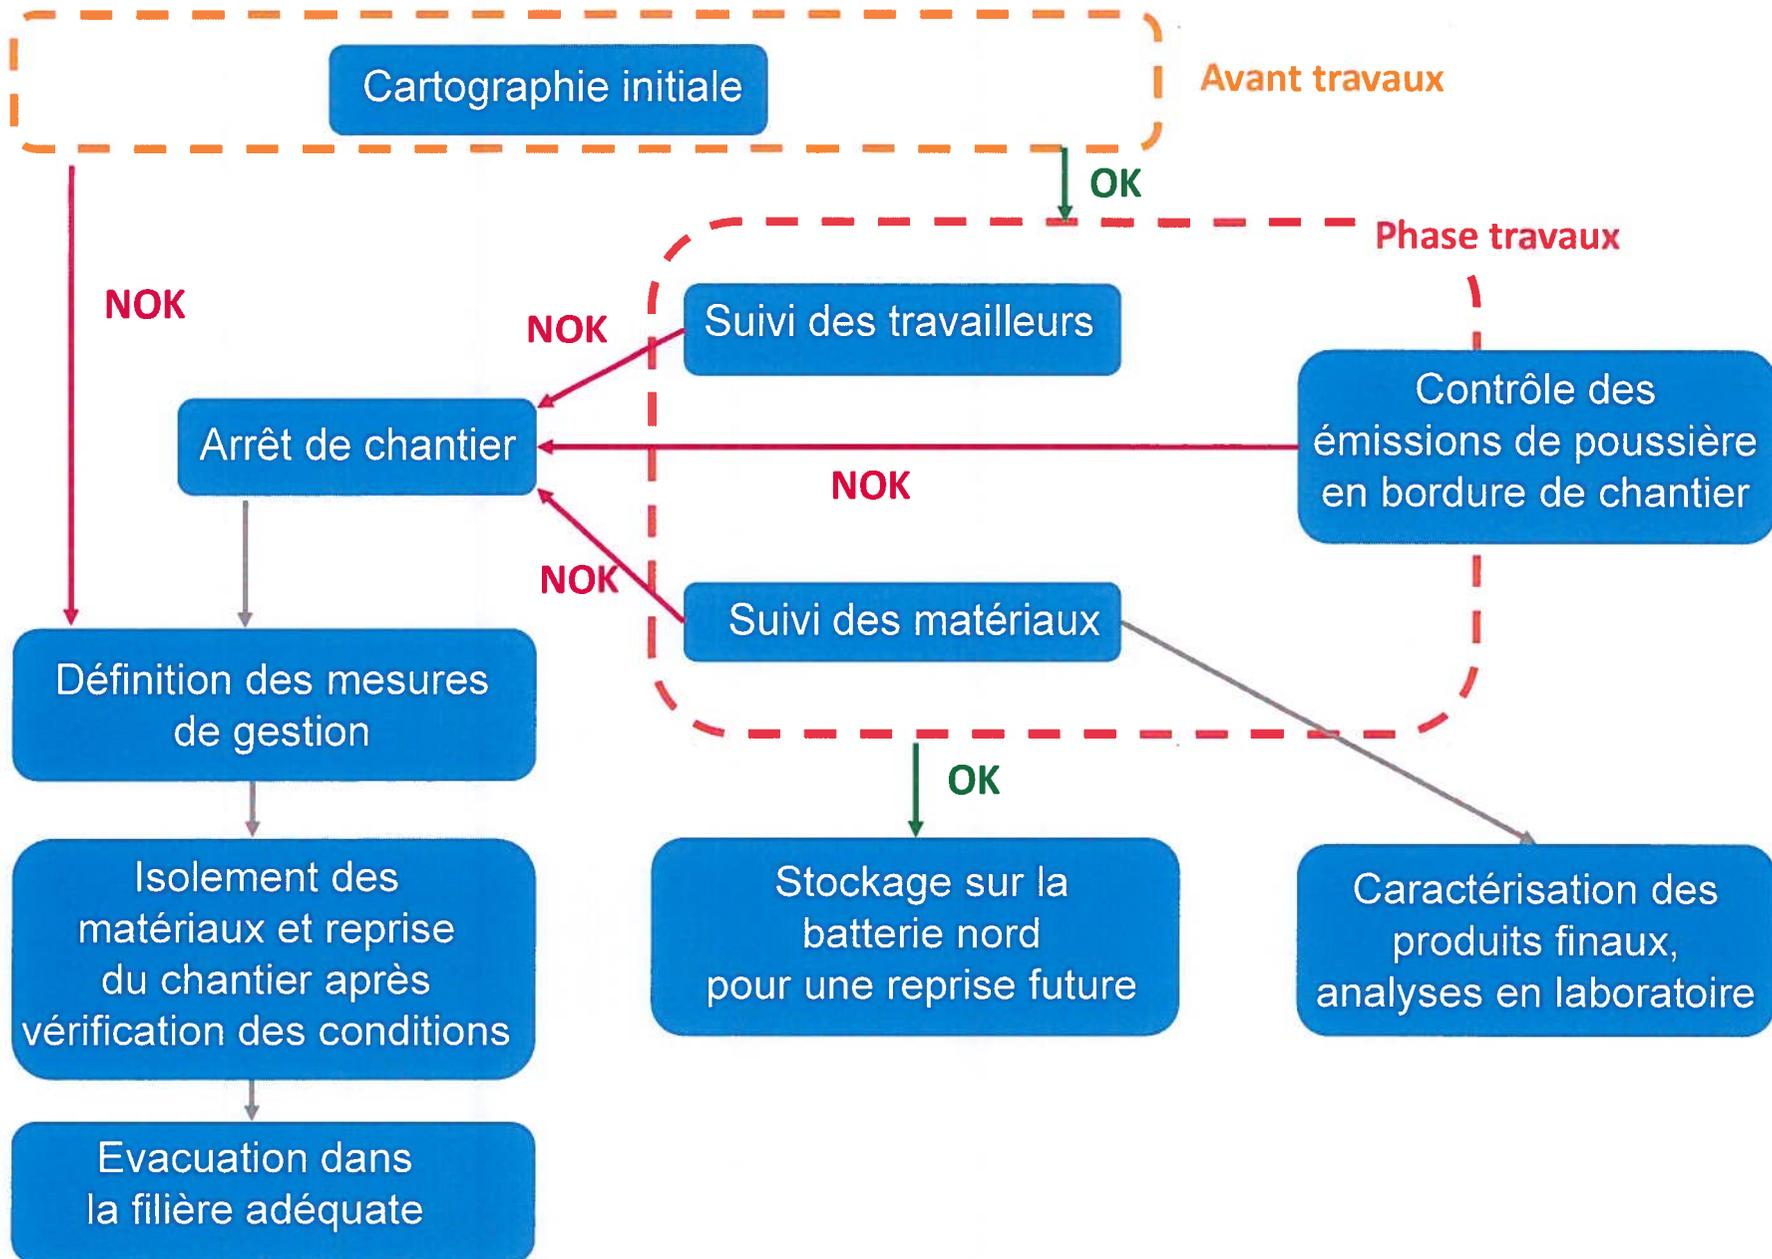 Cartographie initiale
Avant travaux
OK
Phase travaux
NOK
NOK
Suivi des travailleurs
Contrôle des
émissions de poussière
en bordure de chantier
Arrêt de chantier
NOK
NOK
Suivi des matériaux
Définition des mesures
de gestion
OK
Isolement des
matériaux et reprise
du chantier après
vérification des conditions
Stockage sur la
batterie nord
pour une reprise future
Caractérisation des
produits finaux,
analyses en laboratoire
Evacuation dans
la filière adéquate